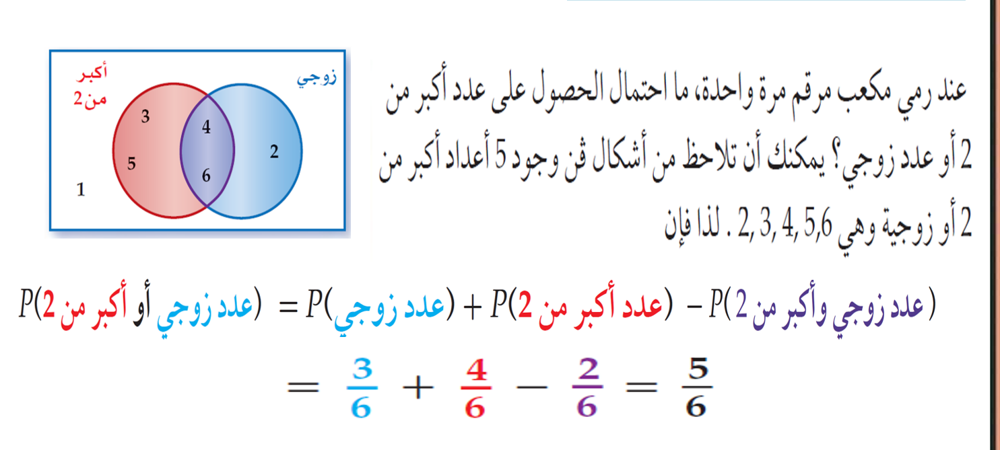 أكبر
من 2
زوجي
3
4
5
6
2
1
عند رمي مكعب مرقم مرة واحدة، ما احتمال الحصول على عدد أكبر من
2 أو عدد زوجي؟ يمكنك أن تلاحظ من أشكال ڤن وجود 5 أعداد أكبر من
2 أو زوجية وهي 2, 3, 4, 5,6 . لذا فإن
P(عدد زوجي أو أكبر من 2) = P(عدد زوجي) + P(عدد أكبر من 2) − P(عدد زوجي وأكبر من 2)
= 3/6 + 4/6 − 2/6 = 5/6